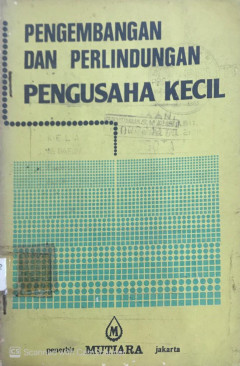 PENGEMBANGAN
DAN PERLINDUNGAN
PENGUSAHA KECIL
M
penerbit MUTIARA jakarta